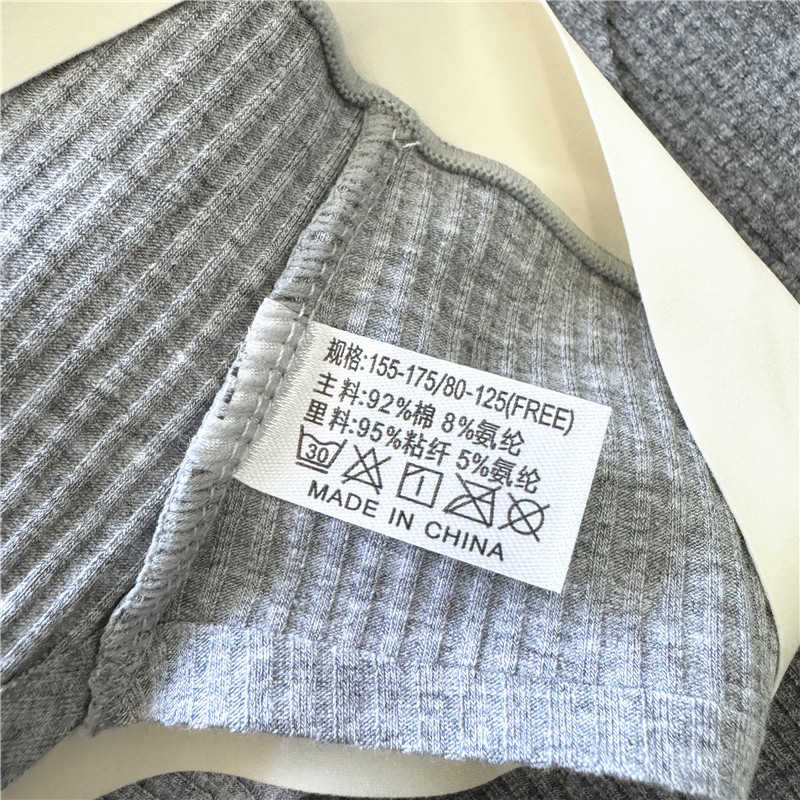 规格:155-175/80-125(FREE)
主料:92%棉 8%氨纶
里料:95%粘纤 5%氨纶
30
MADE IN CHINA